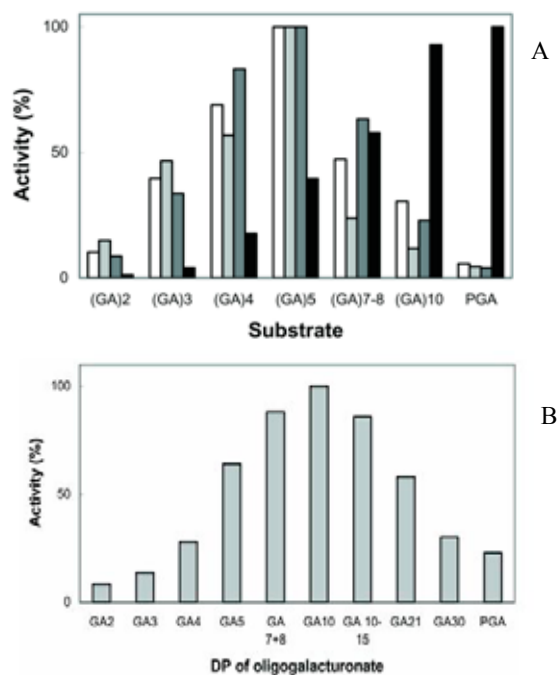 A
100
50
0
Activity (%)
(GA)2 (GA)3 (GA)4 (GA)5 (GA)7-8 (GA)10 PGA
Substrate
B
100
50
0
Activity (%)
GA2 GA3 GA4 GA5 GA 7+8 GA10 GA 10-15 GA21 GA30 PGA
DP of oligogalacturonate